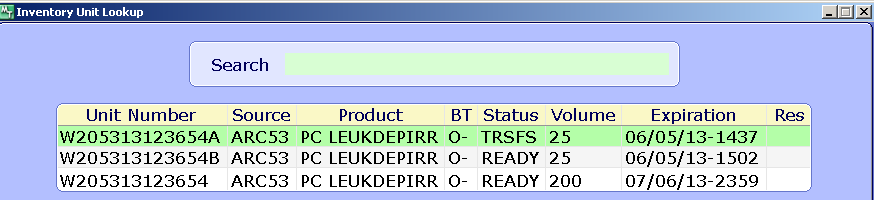 Inventory Unit Lookup
Search
Unit Number Source Product BT Status Volume Expiration Res
W205313123654A ARC53 PC LEUKDEPIRR O- TRSFS 25 06/05/13-1437
W205313123654B ARC53 PC LEUKDEPIRR O- READY 25 06/05/13-1502
W205313123654 ARC53 PC LEUKDEPIRR O- READY 200 07/06/13-2359